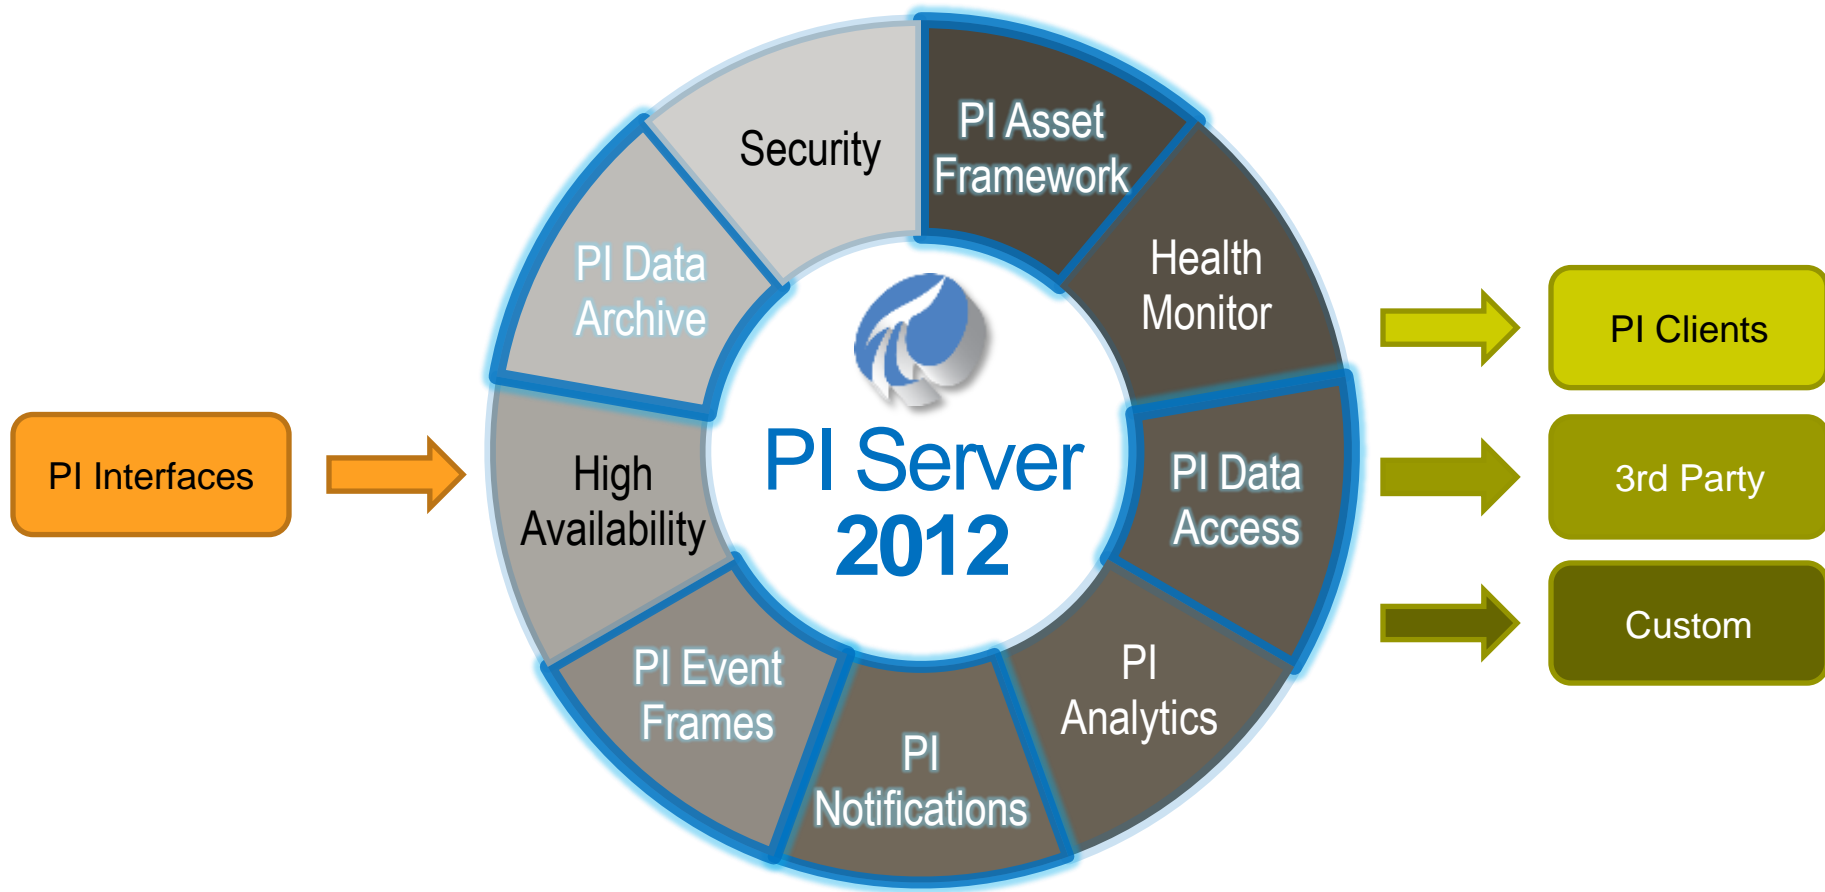 PI Interfaces
Security
PI Asset
Framework
Health
Monitor
PI Data
Access
PI
Analytics
PI
Notifications
PI Event
Frames
High
Availability
PI Data
Archive
PI Server
2012
PI Clients
3rd Party
Custom